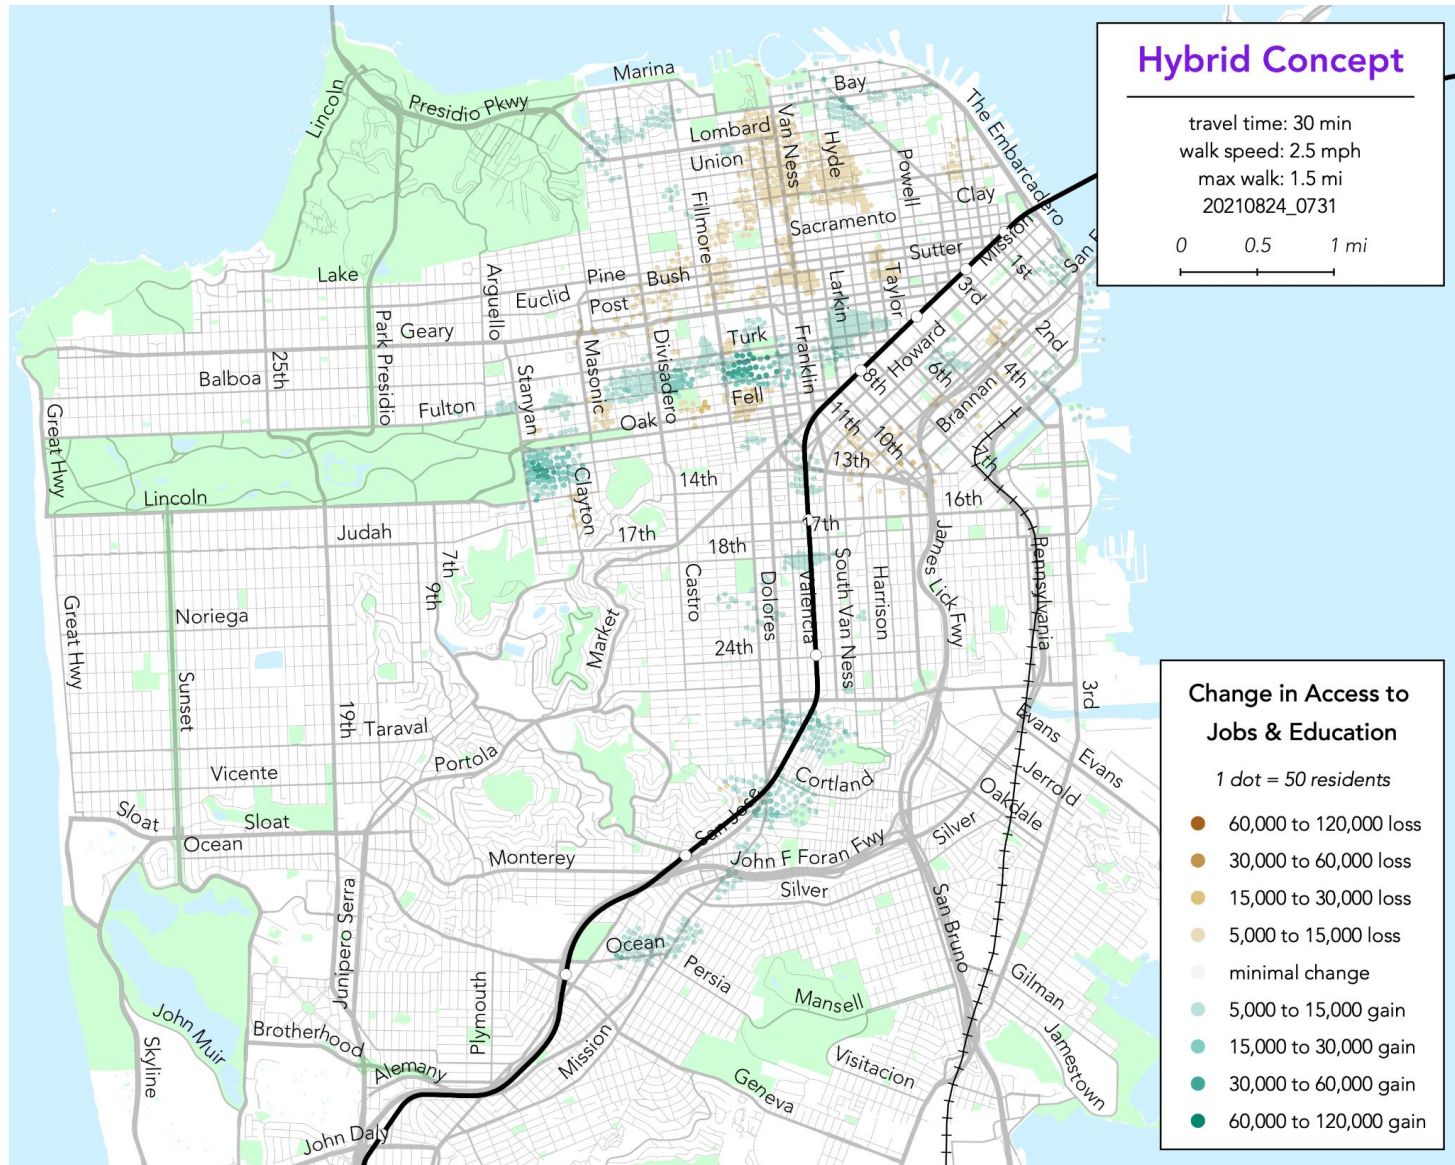 Hybrid Concept
travel time: 30 min
walk speed: 2.5 mph
max walk: 1.5 mi
20210824_0731
0 0.5 1 mi
Marina
Bay
The Embarcadero
Lincoln
Presidio Pkwy
Lombard
Van Ness
Hyde
Union
Powell
Clay
Fillmore
Sacramento
Mission
San F
Sutter
1st
Lake
Arguello
Pine
Bush
Larkin
Taylor
3rd
Euclid
Post
Geary
Park Presidio
Turk
Franklin
Howard
2nd
25th
Balboa
Masonic
Divisadero
8th
6th
4th
Stanyan
Fell
Brannan
Great Hwy
Fulton
Oak
11th
10th
13th
7th
Lincoln
Clayton
14th
16th
Judah
17th
17th
18th
James Lick Fwy
Pennsylvania
7th
9th
Castro
Dolores
Valencia
South Van Ness
Harrison
Great Hwy
Noriega
Market
24th
Sunset
19th
Taraval
3rd
Evans
Portola
Evans
Vicente
Cortland
Jerrold
Oakdale
Sloat
Sloat
San Jose
Silver
Ocean
Monterey
John F Foran Fwy
Silver
Junipero Serra
San Bruno
Ocean
Persia
Gilman
Plymouth
Mansell
John Muir
Brotherhood
Mission
Jamestown
Skyline
Alemany
Visitacion
Geneva
John Daly
Change in Access to
Jobs & Education
1 dot = 50 residents
60,000 to 120,000 loss
30,000 to 60,000 loss
15,000 to 30,000 loss
5,000 to 15,000 loss
minimal change
5,000 to 15,000 gain
15,000 to 30,000 gain
30,000 to 60,000 gain
60,000 to 120,000 gain